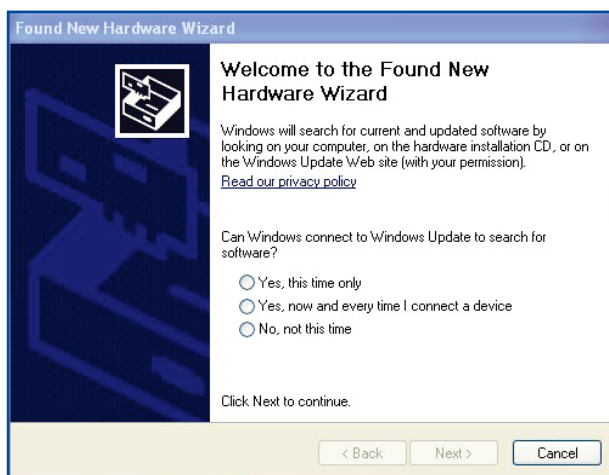 Found New Hardware Wizard
Welcome to the Found New
Hardware Wizard
Windows will search for current and updated software by
looking on your computer, on the hardware installation CD, or on
the Windows Update Web site (with your permission).
Read our privacy policy
Can Windows connect to Windows Update to search for
software?
Yes, this time only
Yes, now and every time I connect a device
No, not this time
Click Next to continue.
< Back
Next >
Cancel